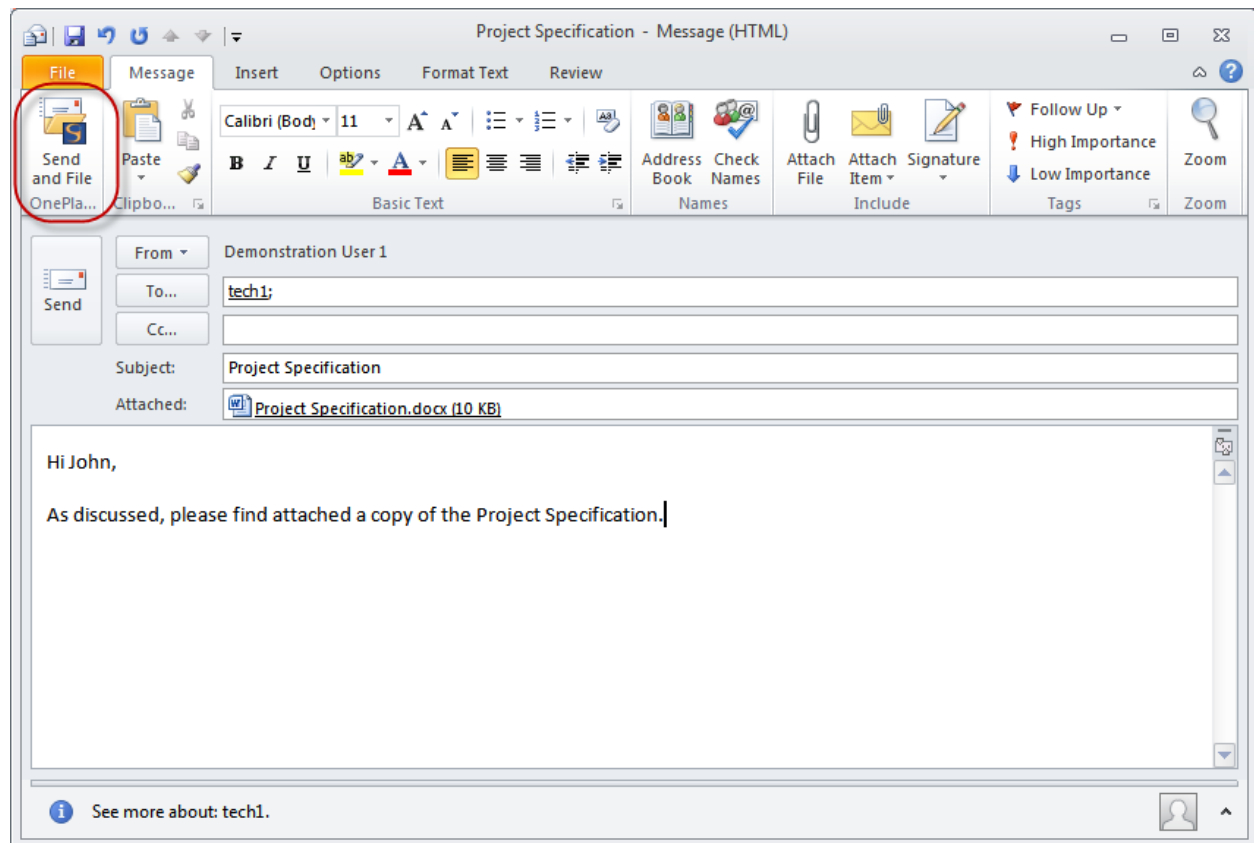 Project Specification - Message (HTML)
File Message Insert Options Format Text Review
Send and File
Paste
Calibri (Body 11
Address Book
Check Names
Attach File
Attach Item
Signature
Follow Up
High Importance
Low Importance
Zoom
OnePla... Clipbo... Basic Text Names Include Tags Zoom
From Demonstration User 1
Send
To... tech1;
Cc...
Subject: Project Specification
Attached: Project Specification.docx (10 KB)
Hi John,
As discussed, please find attached a copy of the Project Specification.
See more about: tech1.